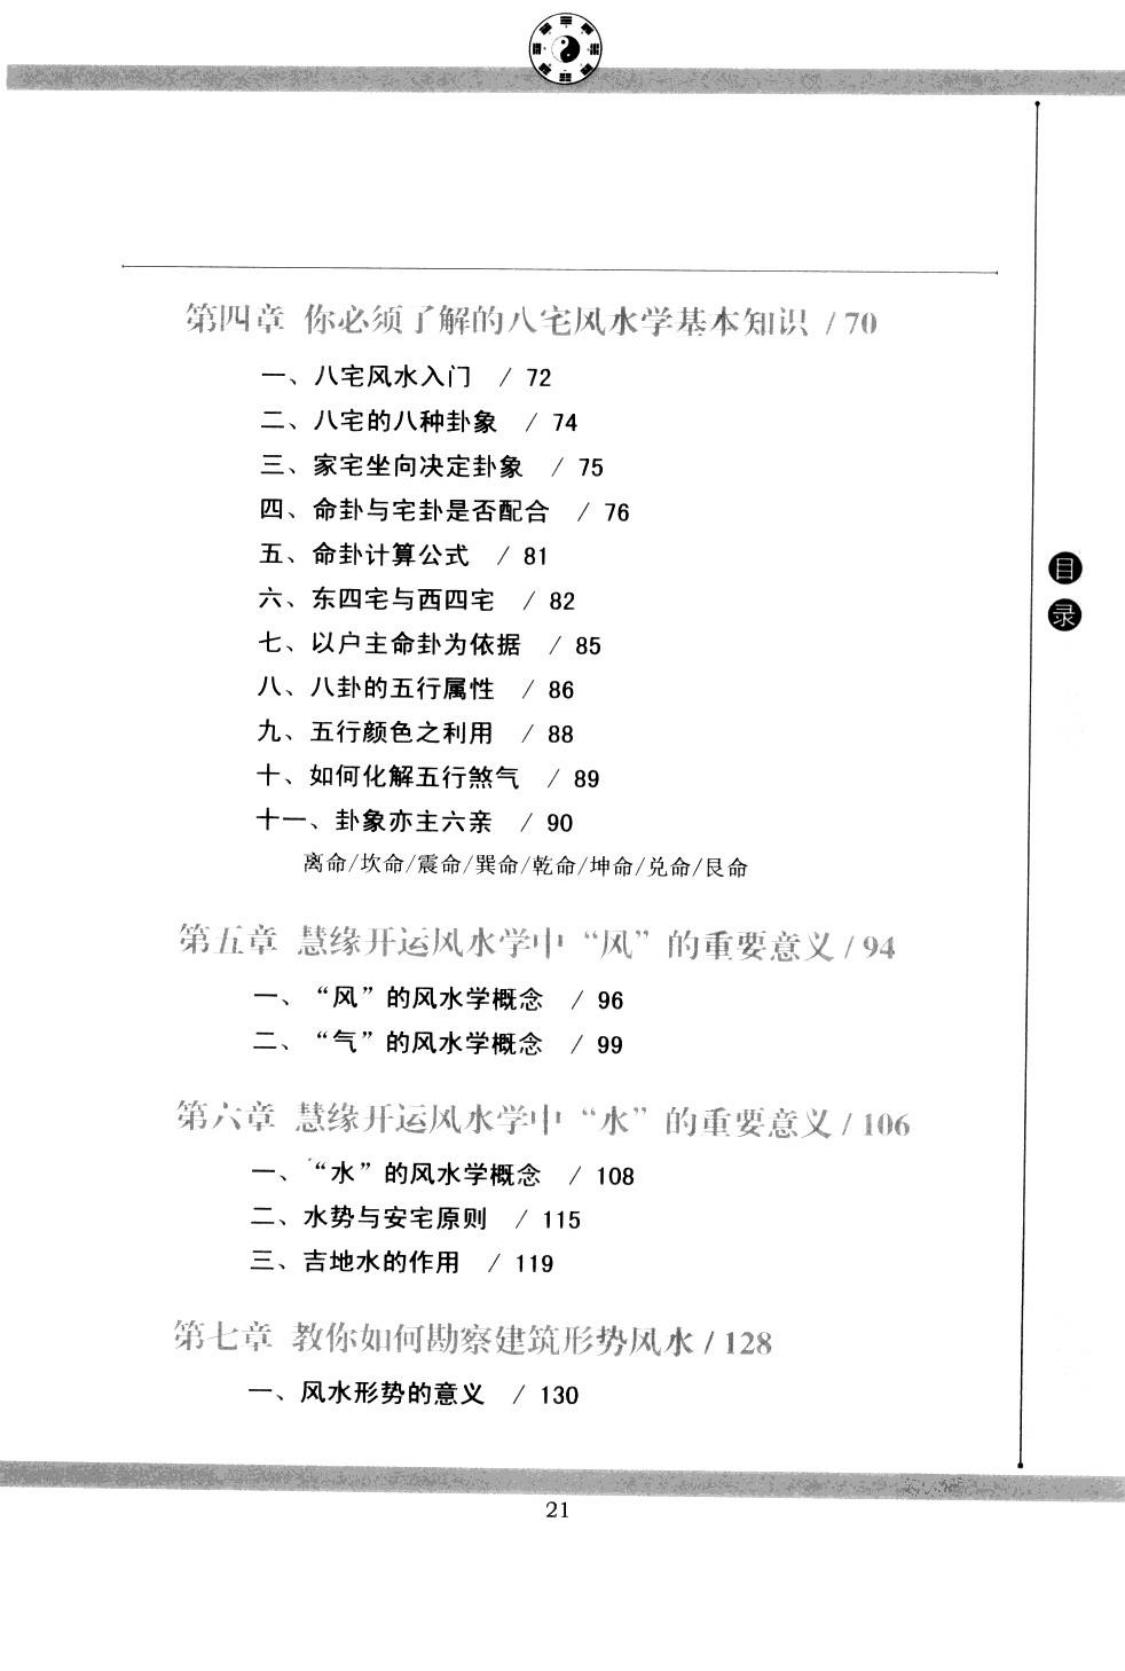 第四章 你必须了解的八宅风水学基本知识 / 70
一、八宅风水入门 / 72
二、八宅的八种卦象 / 74
三、家宅坐向决定卦象 / 75
四、命卦与宅卦是否配合 / 76
五、命卦计算公式 / 81
六、东四宅与西四宅 / 82
七、以户主命卦为依据 / 85
八、八卦的五行属性 / 86
九、五行颜色之利用 / 88
十、如何化解五行煞气 / 89
十一、卦象亦主六亲 / 90
离命/坎命/震命/巽命/乾命/坤命/兑命/艮命
第五章 慧缘开运风水学中“风”的重要意义 / 94
一、“风”的风水学概念 / 96
二、“气”的风水学概念 / 99
第六章 慧缘开运风水学中“水”的重要意义 / 106
一、“水”的风水学概念 / 108
二、水势与安宅原则 / 115
三、吉地水的作用 / 119
第七章 教你如何勘察建筑形势风水 / 128
一、风水形势的意义 / 130
目录
21